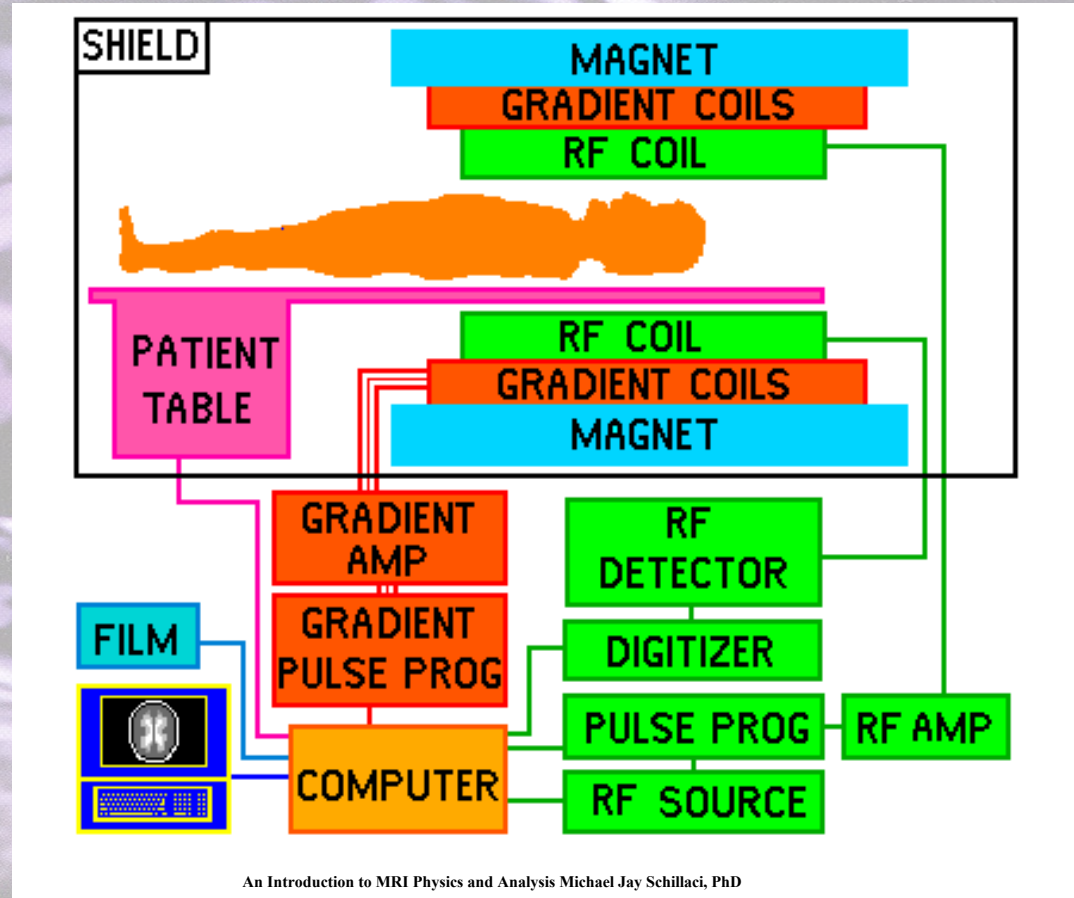 SHIELD
MAGNET
GRADIENT COILS
RF COIL
RF COIL
GRADIENT COILS
MAGNET
PATIENT
TABLE
GRADIENT
AMP
RF
DETECTOR
FILM
GRADIENT
PULSE PROG
DIGITIZER
PULSE PROG
RF AMP
COMPUTER
RF SOURCE
An Introduction to MRI Physics and Analysis Michael Jay Schillaci, PhD